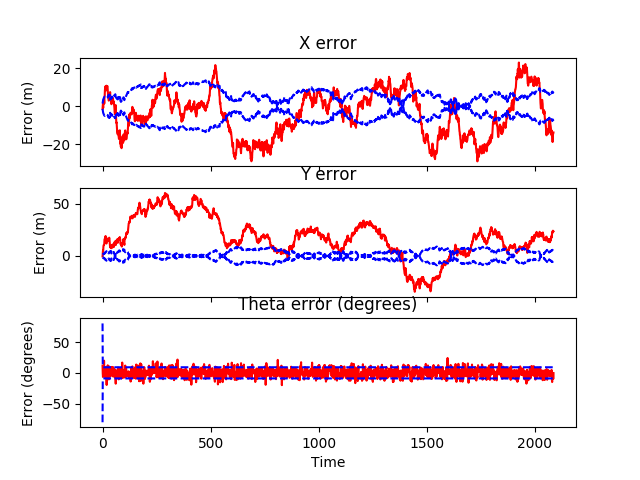 X error
20
0
−20
Error (m)
Y error
50
0
Error (m)
Theta error (degrees)
50
0
−50
Error (degrees)
0 500 1000 1500 2000
Time